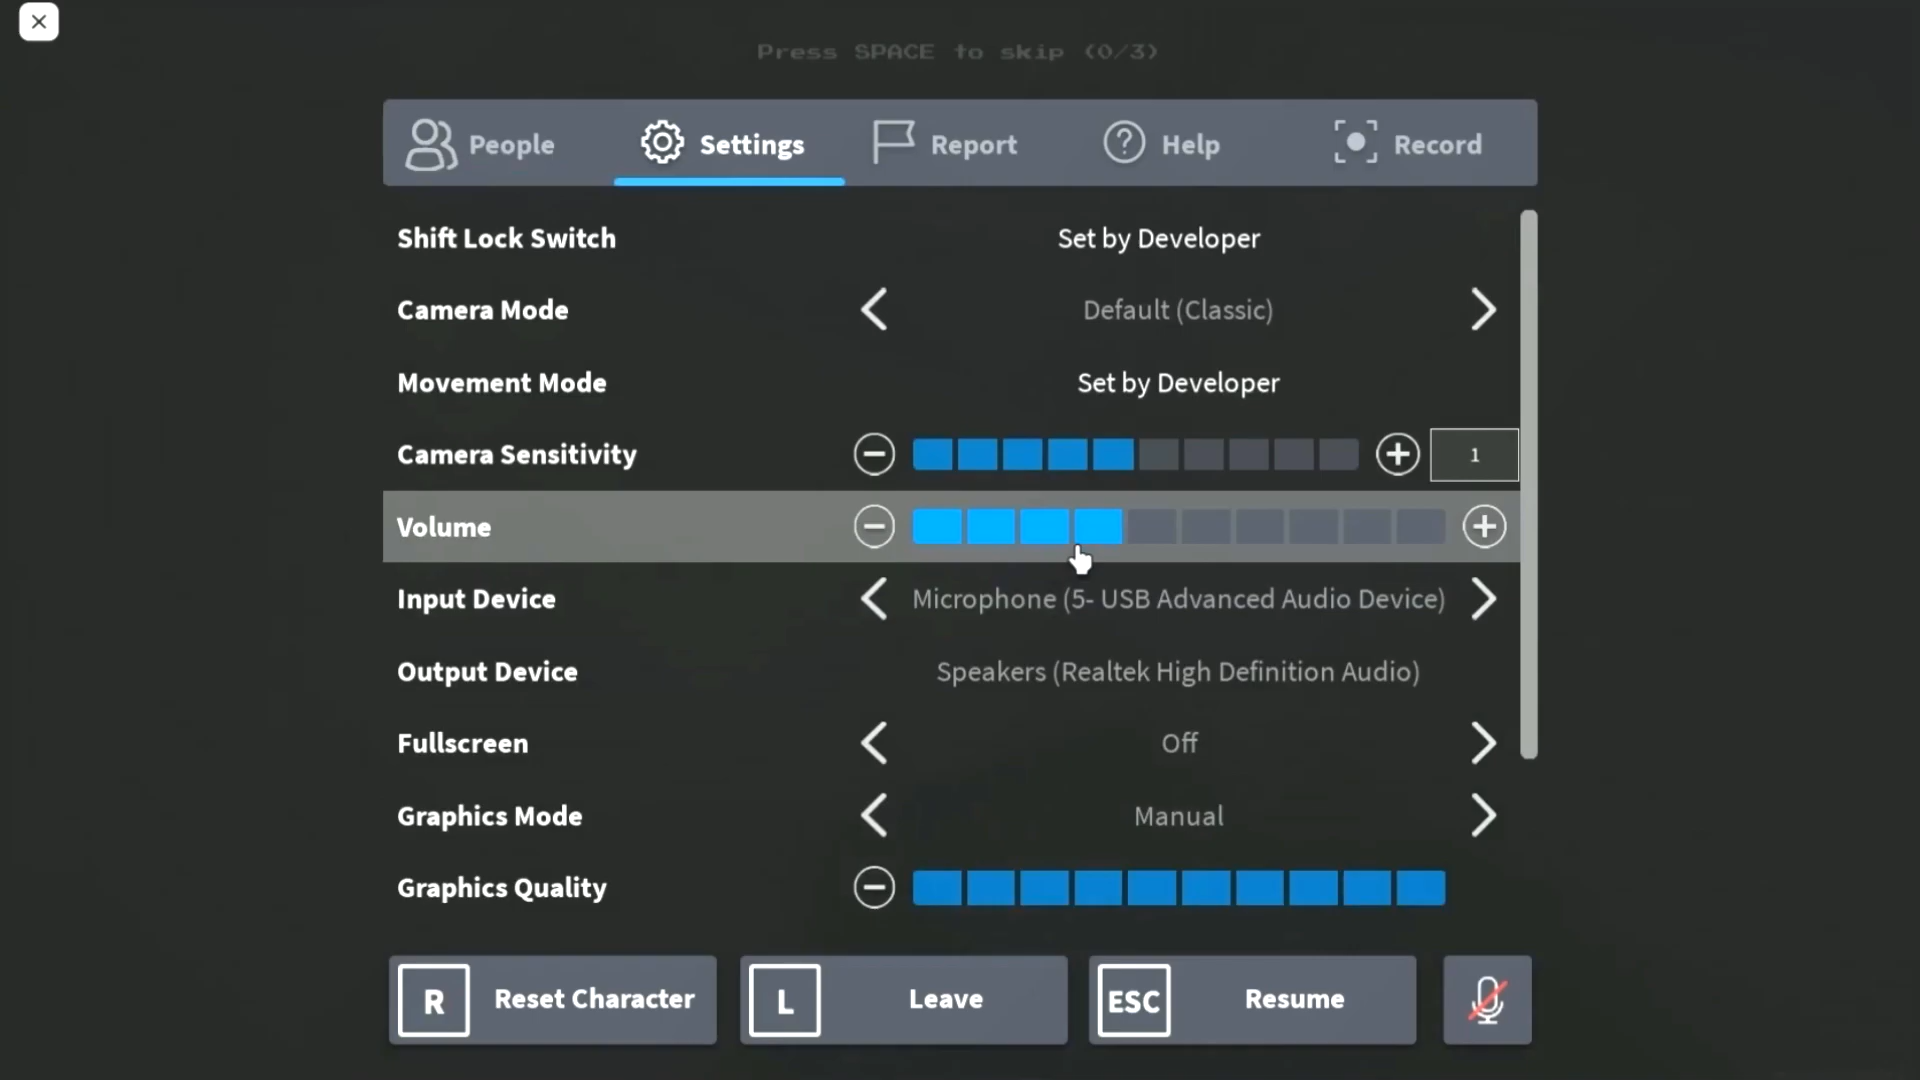 Press SPACE to skip (0/3)
People Settings Report Help Record
Shift Lock Switch Set by Developer
Camera Mode Default (Classic)
Movement Mode Set by Developer
Camera Sensitivity 1
Volume
Input Device Microphone (5- USB Advanced Audio Device)
Output Device Speakers (Realtek High Definition Audio)
Fullscreen Off
Graphics Mode Manual
Graphics Quality
R Reset Character L Leave ESC Resume